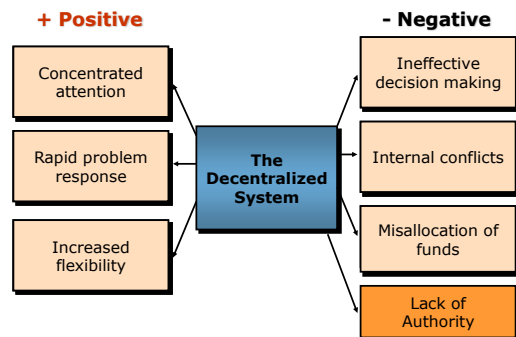 + Positive
- Negative
Concentrated
attention
Rapid problem
response
Increased
flexibility
The
Decentralized
System
Ineffective
decision making
Internal conflicts
Misallocation of
funds
Lack of
Authority